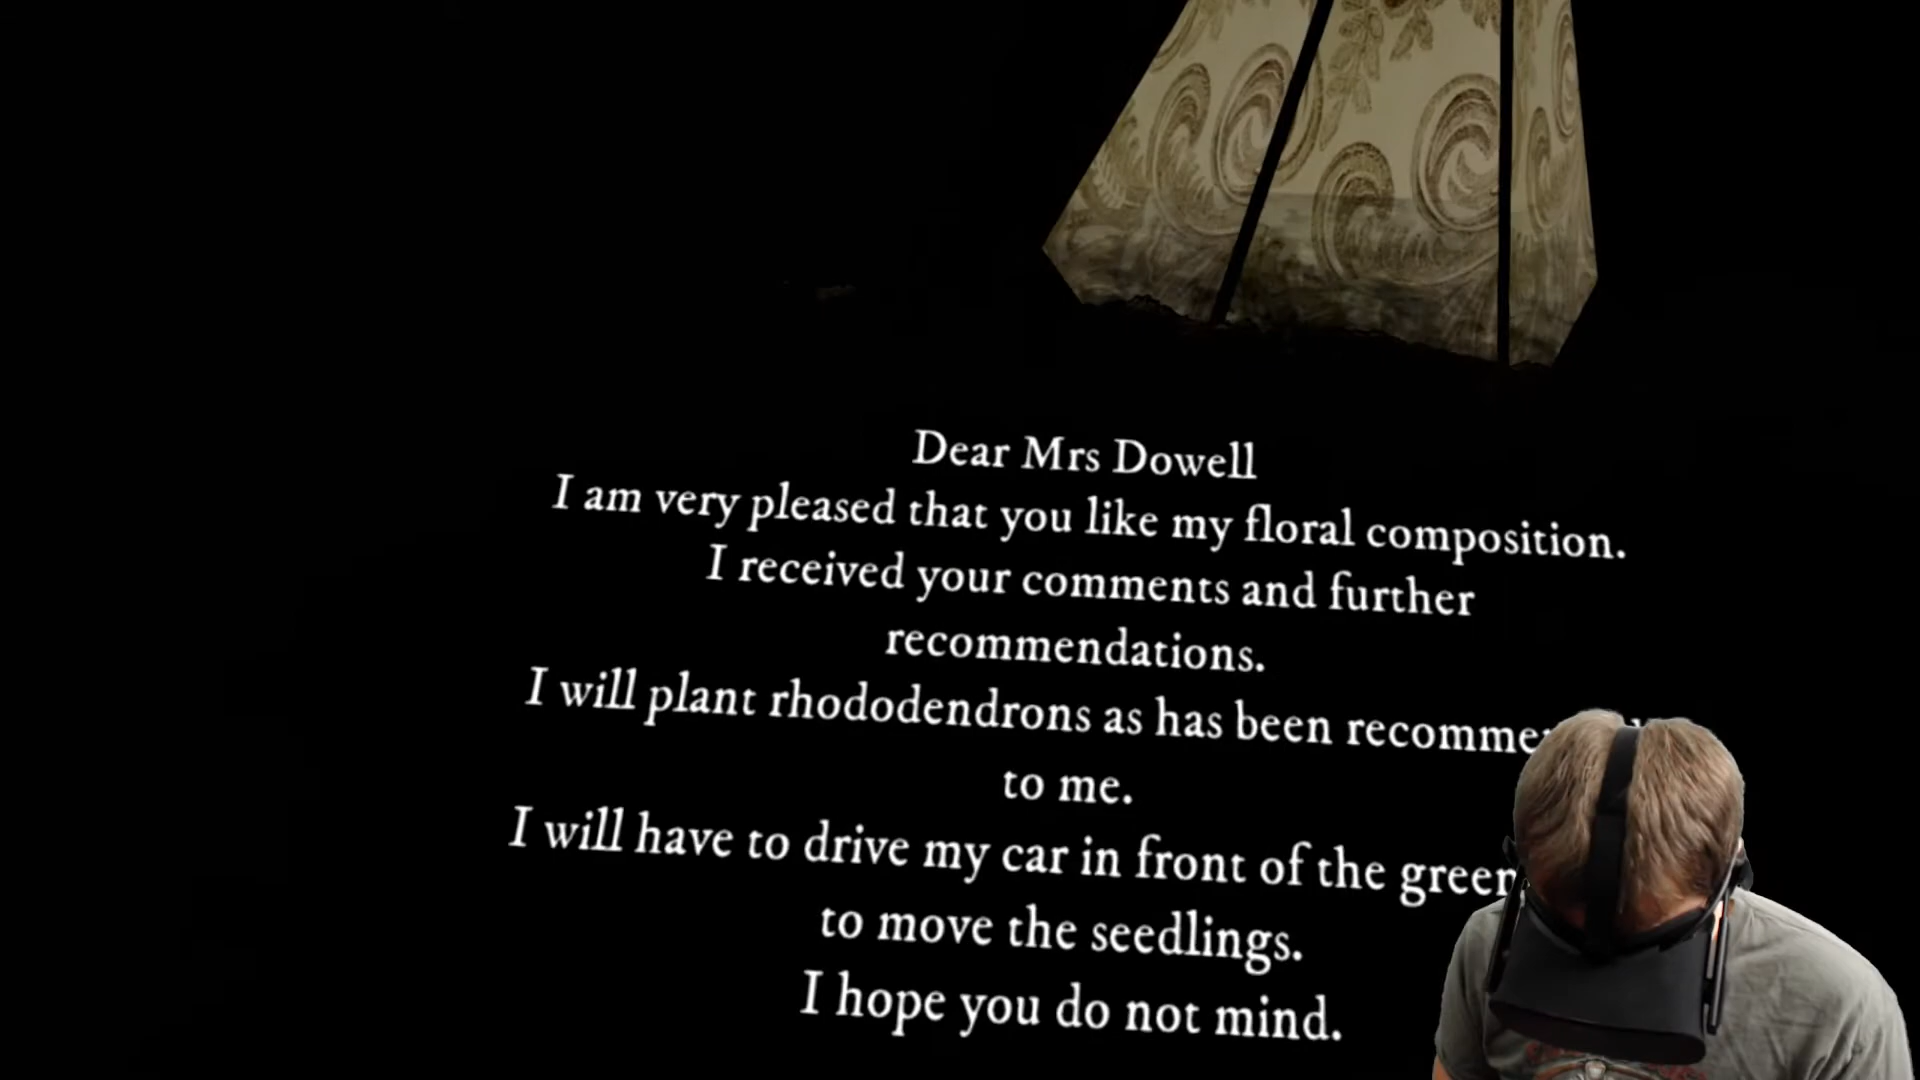 Dear Mrs Dowell
I am very pleased that you like my floral composition.
I received your comments and further
recommendations.
I will plant rhododendrons as has been
to me.
I will have to drive my car in front of the
to move the seedlings.
I hope you do not mind.